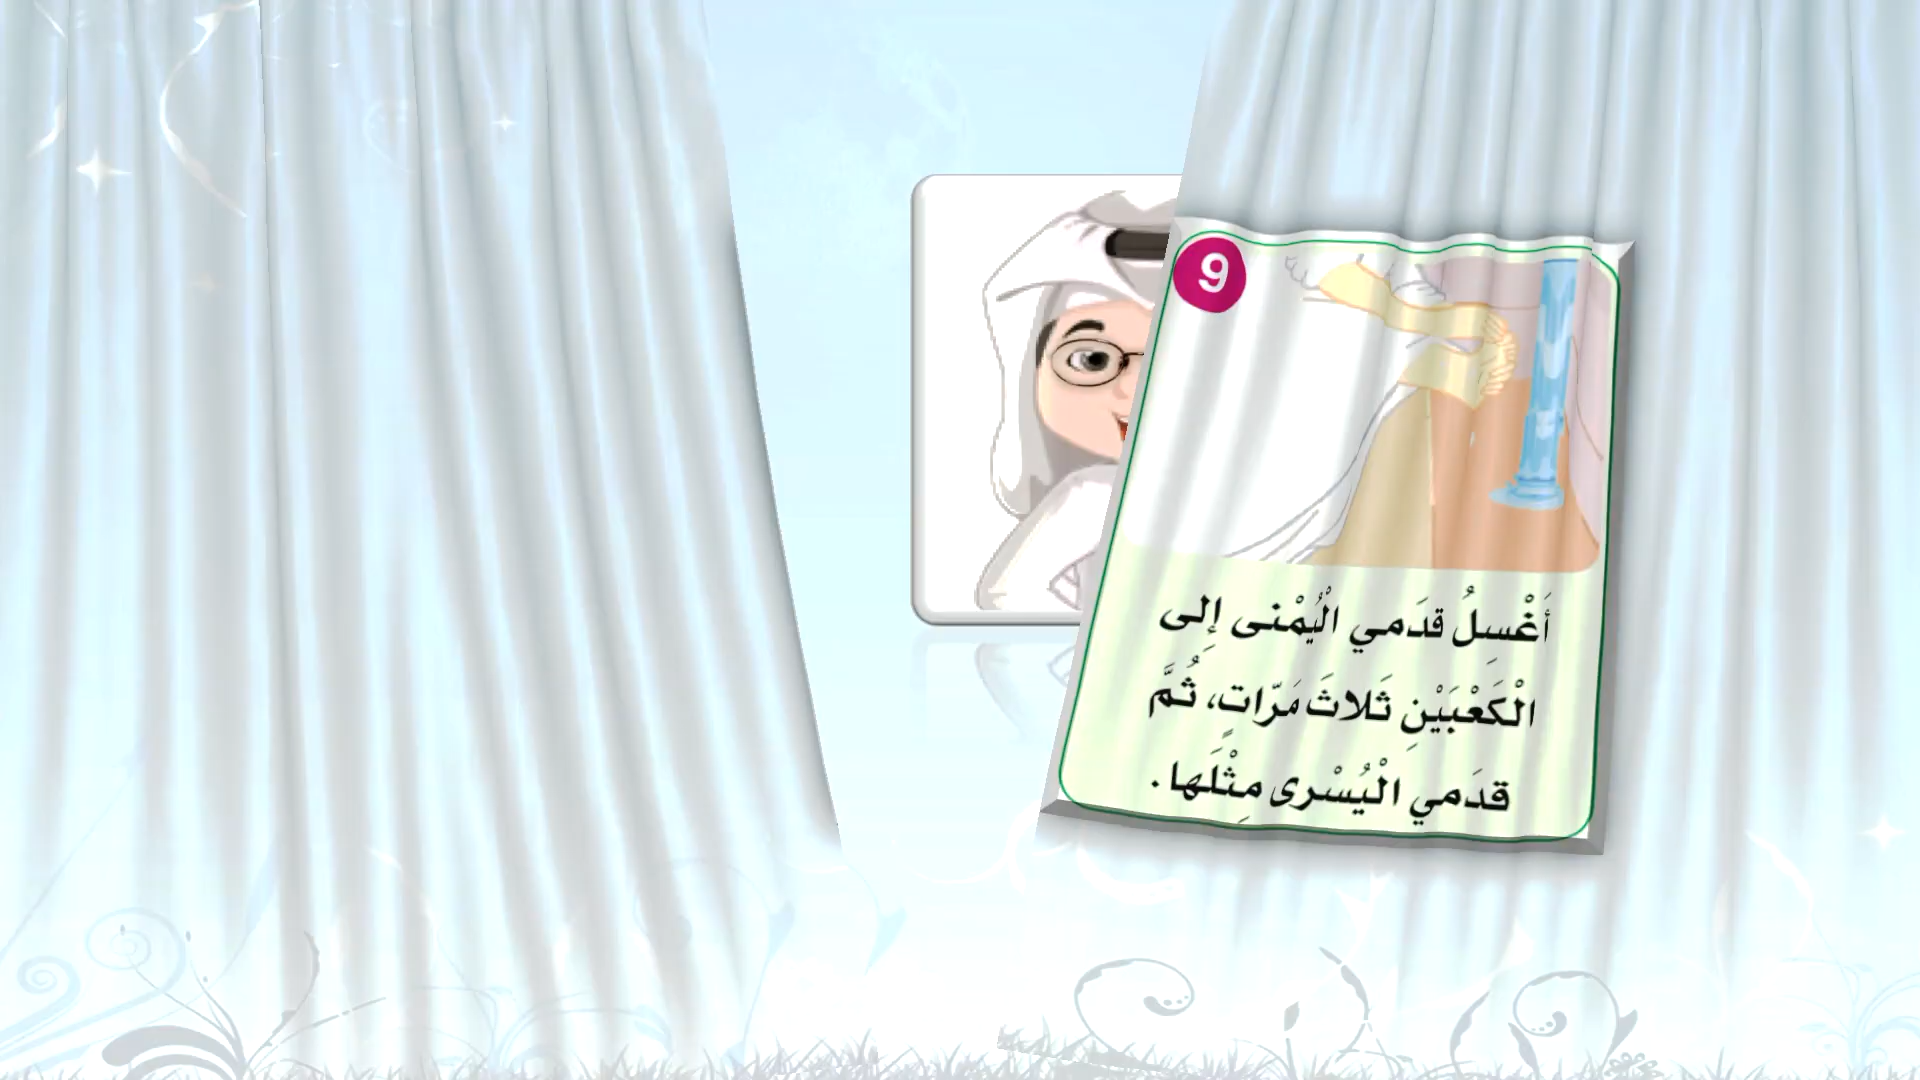 9
أَغْسِلُ قدَمي الْيُمْنى إِلى
الْكَعْبَيْنِ ثَلاثَ مَرّاتٍ، ثُمَّ
قدَمي الْيُسْرى مِثْلَها.